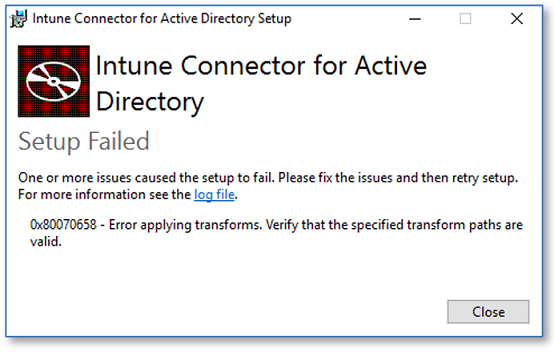 Intune Connector for Active Directory Setup
Intune Connector for Active
Directory
Setup Failed
One or more issues caused the setup to fail. Please fix the issues and then retry setup.
For more information see the log file.
0x80070658 - Error applying transforms. Verify that the specified transform paths are
valid.
Close